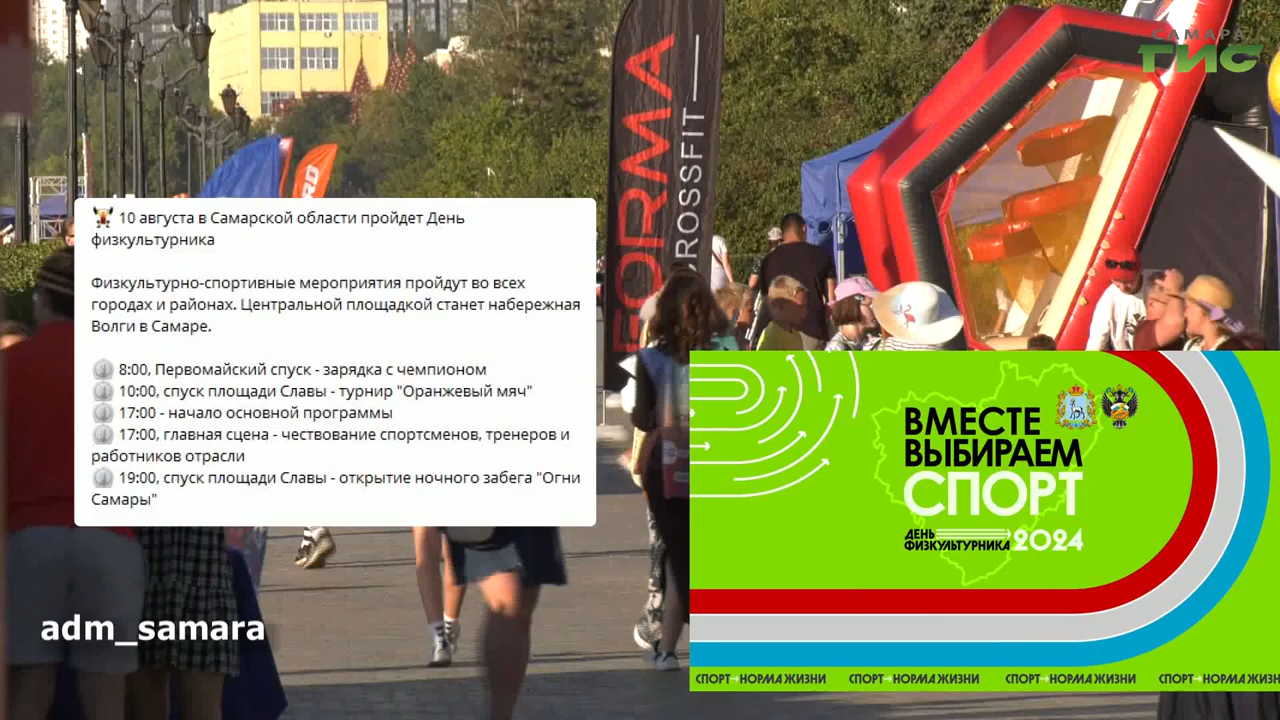 САМАРА
ГИС
FORMA
CROSSFIT
10 августа в Самарской области пройдет День
физкультурника
Физкультурно-спортивные мероприятия пройдут во всех
городах и районах. Центральной площадкой станет набережная
Волги в Самаре.
8:00, Первомайский спуск - зарядка с чемпионом
10:00, спуск площади Славы - турнир "Оранжевый мяч"
17:00 - начало основной программы
17:00, главная сцена - чествование спортсменов, тренеров и
работников отрасли
19:00, спуск площади Славы - открытие ночного забега "Огни
Самары"
ВМЕСТЕ
ВЫБИРАЕМ
СПОРТ
ДЕНЬ
ФИЗКУЛЬТУРНИКА 2024
СПОРТ НОРМА ЖИЗНИ СПОРТ НОРМА ЖИЗНИ СПОРТ НОРМА ЖИЗНИ СПОРТ НОРМА ЖИЗН
adm_samara